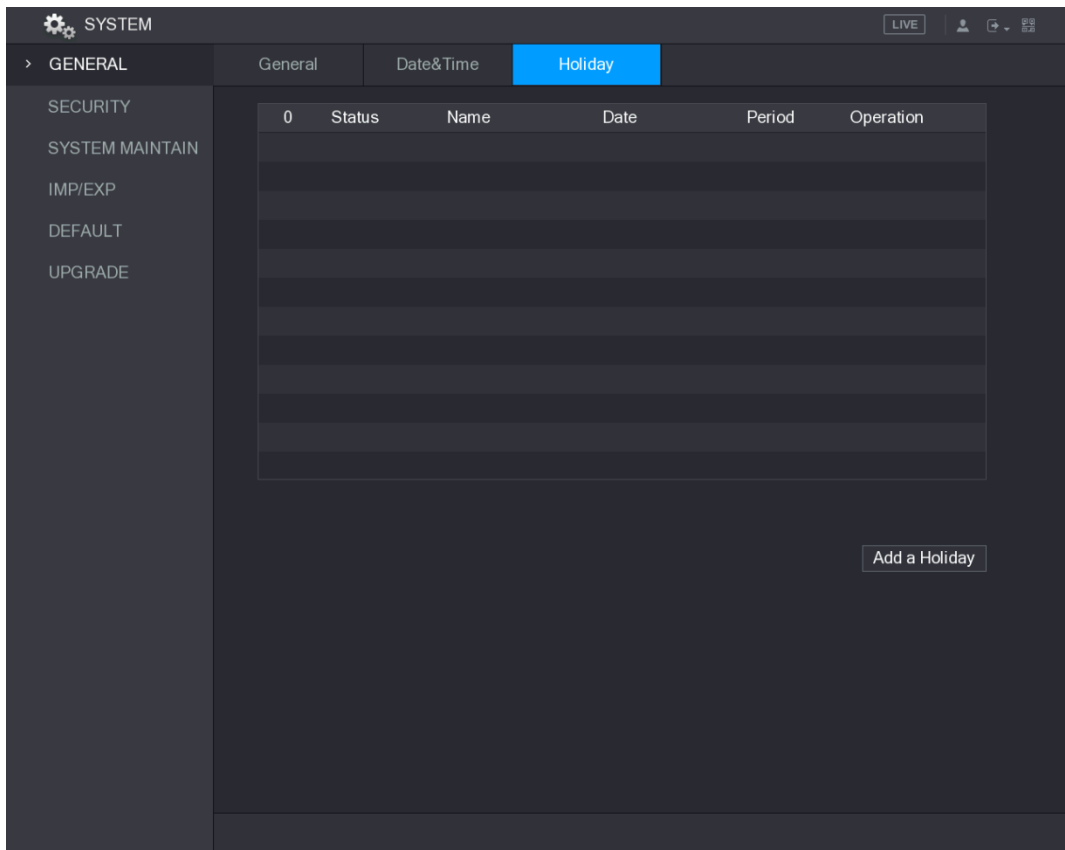 SYSTEM
LIVE
GENERAL
SECURITY
SYSTEM MAINTAIN
IMP/EXP
DEFAULT
UPGRADE
General Date&Time Holiday
0 Status Name Date Period Operation
Add a Holiday